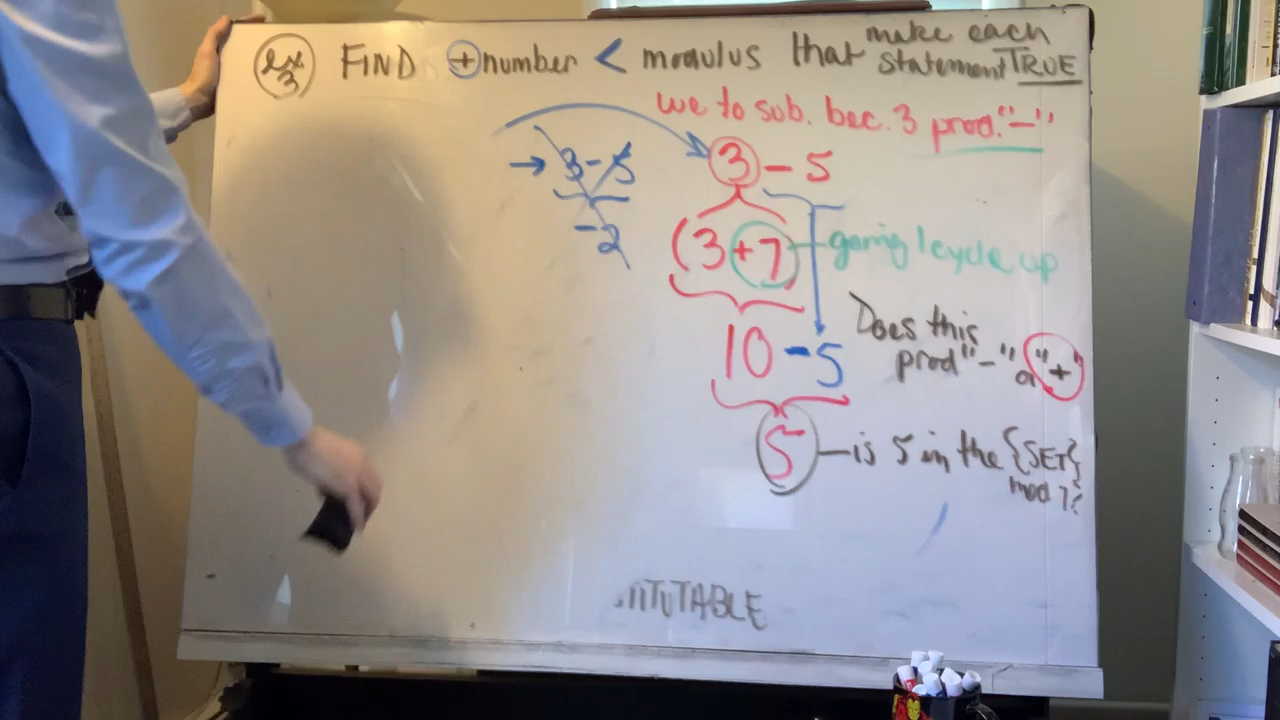 ex 3 FIND + number < modulus that make each statement TRUE
we to sub. bec. 3 prod. "-"
→ 3 - 5
-2
3 - 5
(3 + 7
going 1 cycle up
10 - 5
Does this
prod "-" or "+"
5 — is 5 in the {SET}
mod 7?
TUTABLE